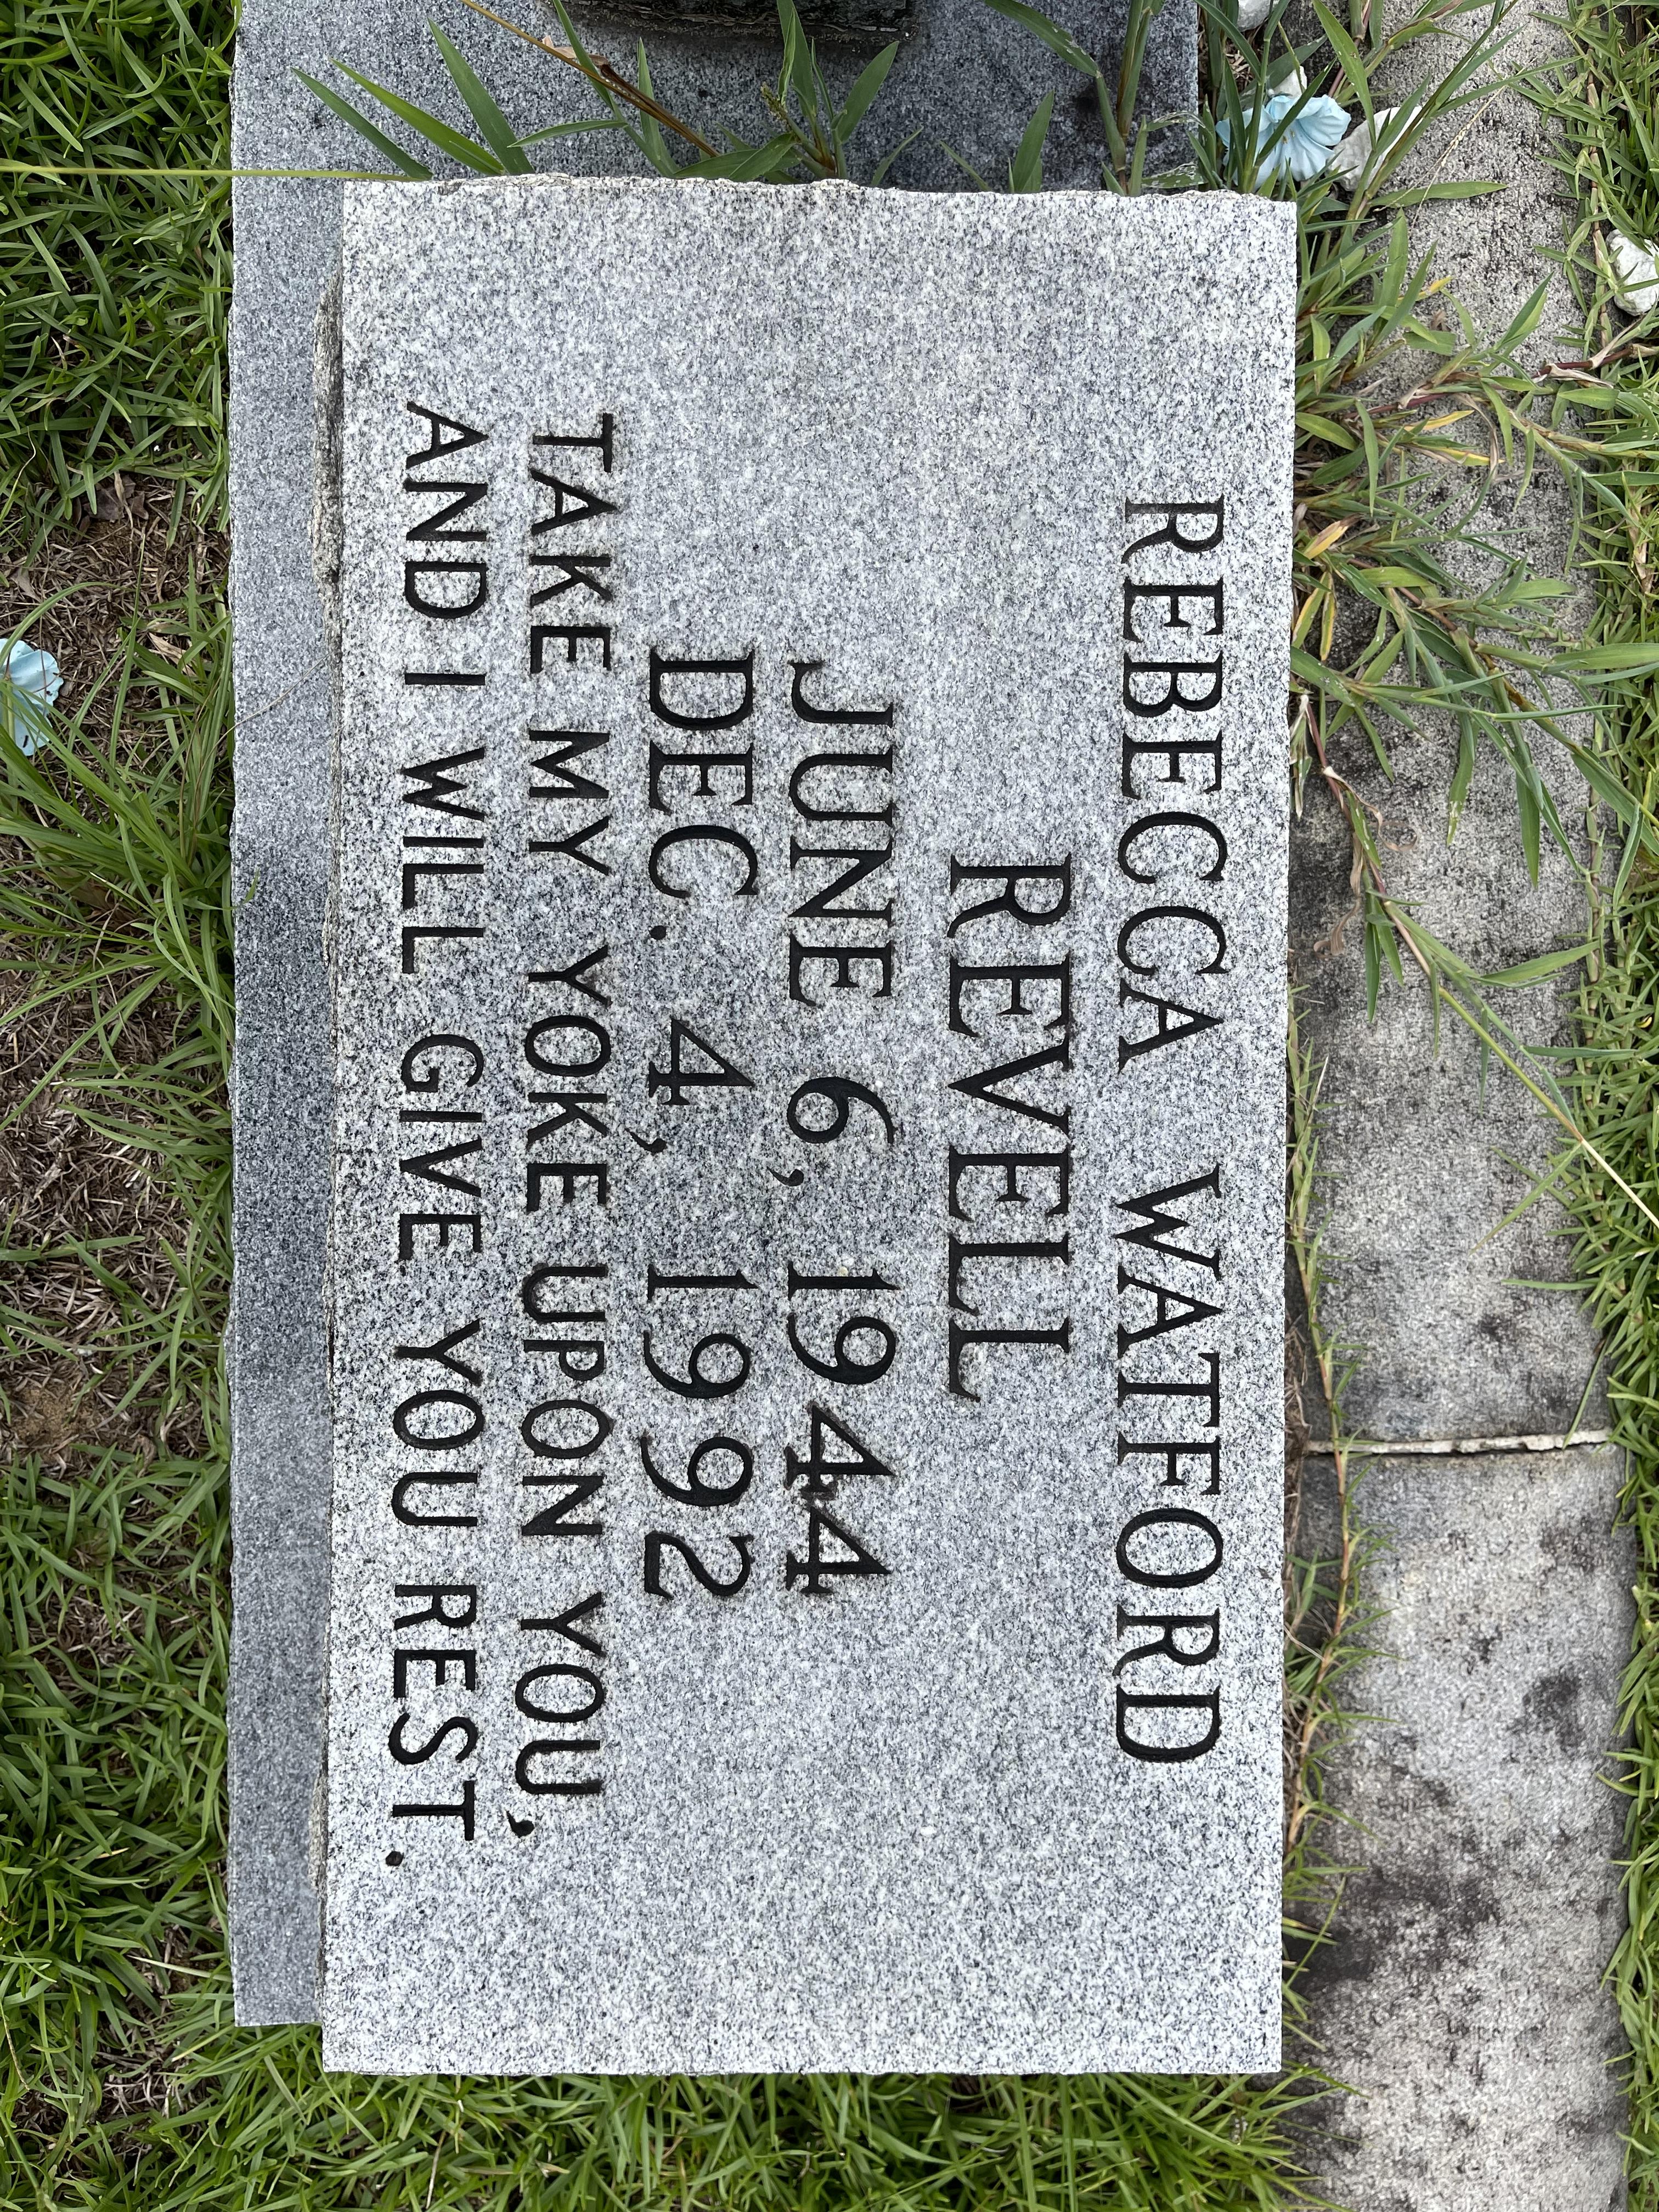 REBECCA WATFORD
REVELL
JUNE 6, 1944
DEC. 4, 1992
TAKE MY YOKE UPON YOU,
AND I WILL GIVE YOU REST.